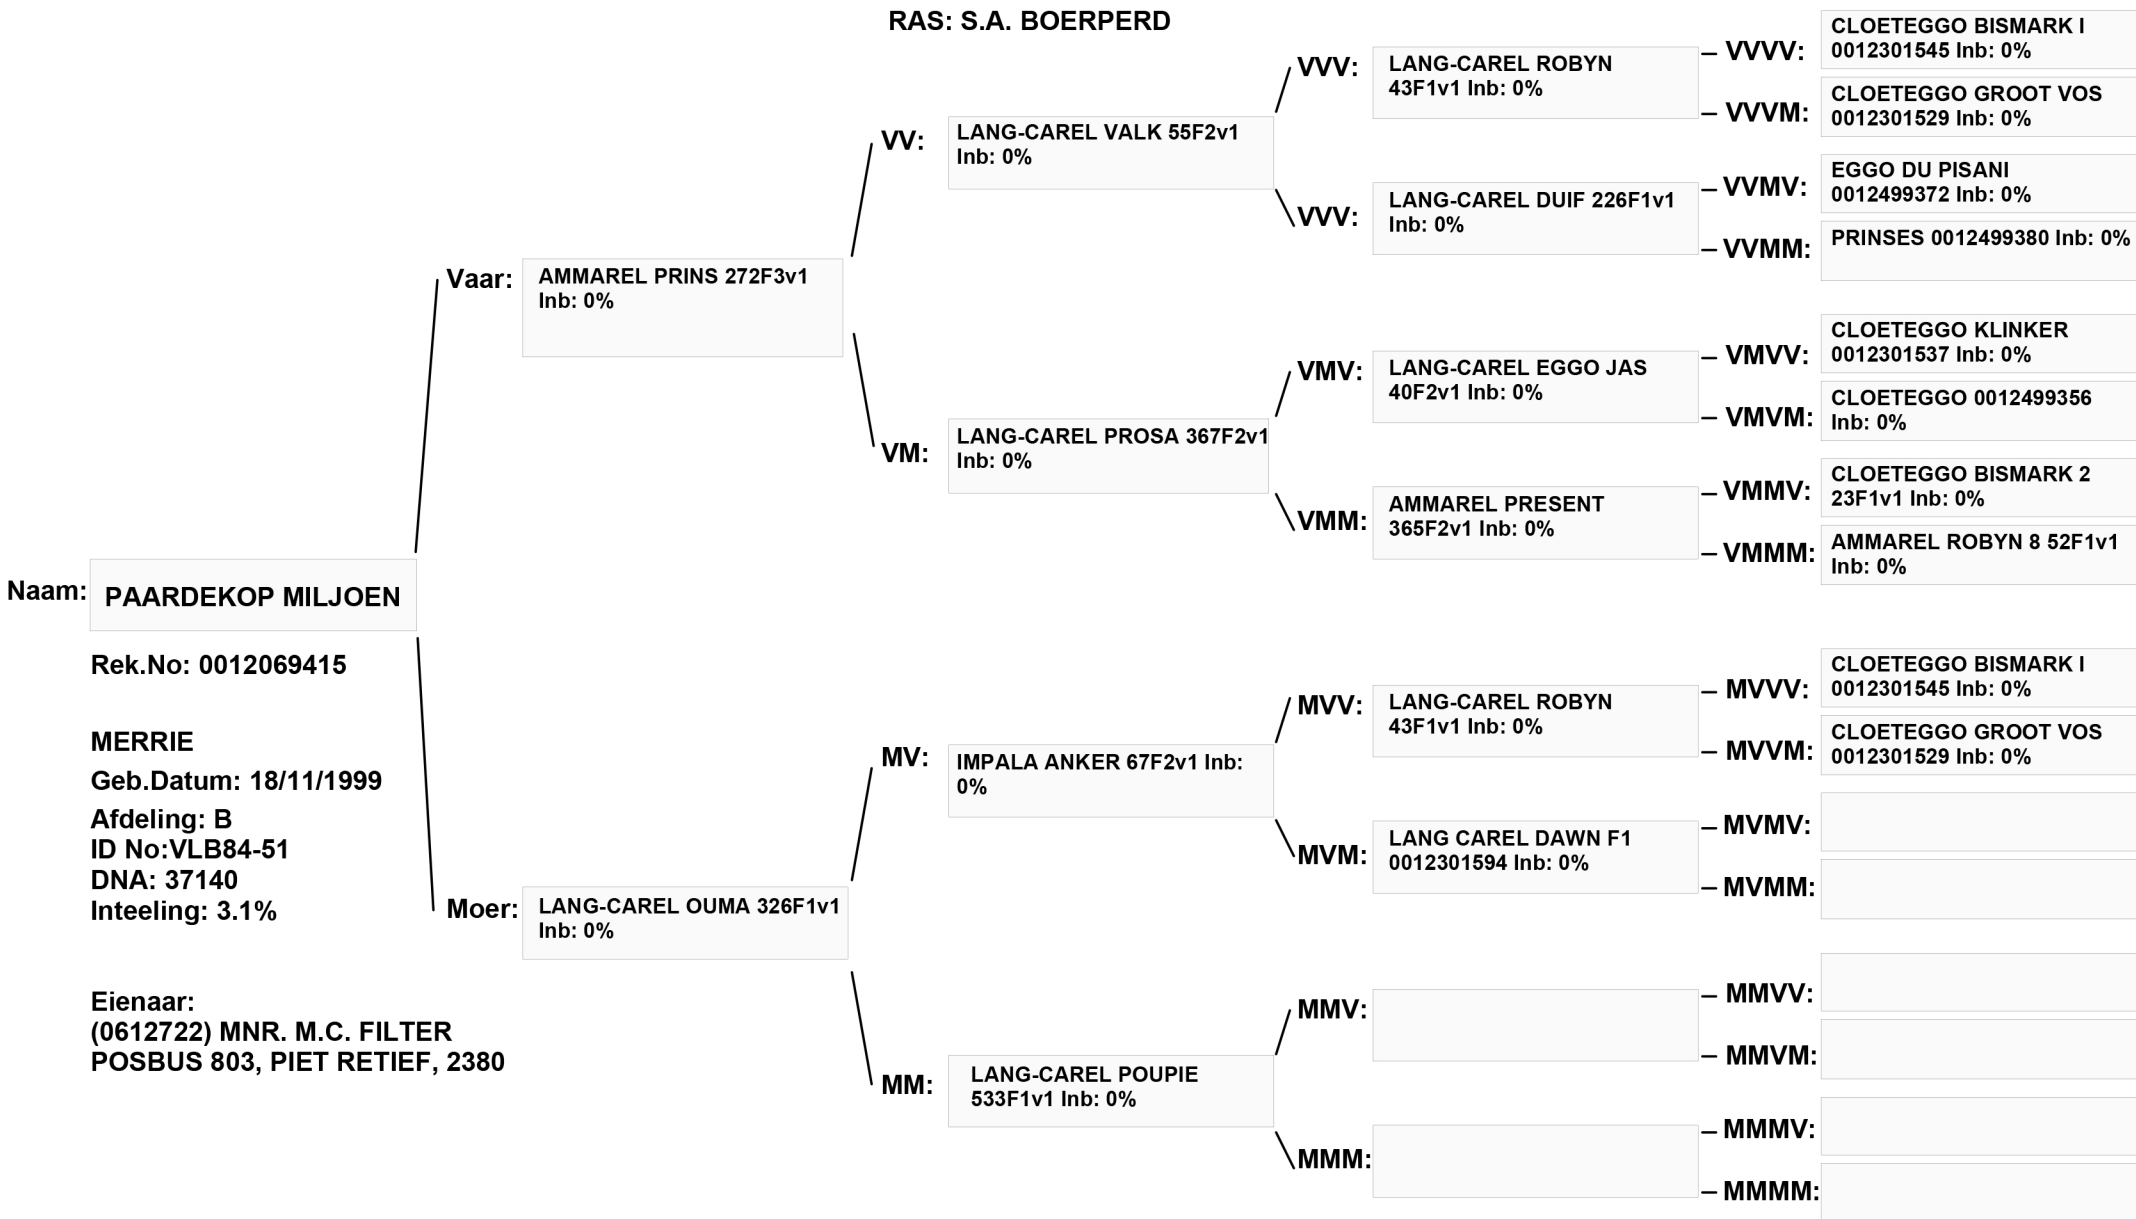 RAS: S.A. BOERPERD
Naam:
PAARDEKOP MILJOEN
Rek.No: 0012069415
MERRIE
Geb.Datum: 18/11/1999
Afdeling: B
ID No:VLB84-51
DNA: 37140
Inteeling: 3.1%
Eienaar:
(0612722) MNR. M.C. FILTER
POSBUS 803, PIET RETIEF, 2380
Vaar:
AMMAREL PRINS 272F3v1
Inb: 0%
Moer:
LANG-CAREL OUMA 326F1v1
Inb: 0%
VV:
LANG-CAREL VALK 55F2v1
Inb: 0%
VM:
LANG-CAREL PROSA 367F2v1
Inb: 0%
MV:
IMPALA ANKER 67F2v1 Inb:
0%
MM:
LANG-CAREL POUPIE
533F1v1 Inb: 0%
VVV:
LANG-CAREL ROBYN
43F1v1 Inb: 0%
VVV:
LANG-CAREL DUIF 226F1v1
Inb: 0%
VMV:
LANG-CAREL EGGO JAS
40F2v1 Inb: 0%
VMM:
AMMAREL PRESENT
365F2v1 Inb: 0%
MVV:
LANG-CAREL ROBYN
43F1v1 Inb: 0%
MVM:
LANG CAREL DAWN F1
0012301594 Inb: 0%
MMV:
MMM:
VVVV:
CLOETEGGO BISMARK I
0012301545 Inb: 0%
VVVM:
CLOETEGGO GROOT VOS
0012301529 Inb: 0%
VVMV:
EGGO DU PISANI
0012499372 Inb: 0%
VVMM:
PRINSES 0012499380 Inb: 0%
VMVV:
CLOETEGGO KLINKER
0012301537 Inb: 0%
VMVM:
CLOETEGGO 0012499356
Inb: 0%
VMMV:
CLOETEGGO BISMARK 2
23F1v1 Inb: 0%
VMMM:
AMMAREL ROBYN 8 52F1v1
Inb: 0%
MVVV:
CLOETEGGO BISMARK I
0012301545 Inb: 0%
MVVM:
CLOETEGGO GROOT VOS
0012301529 Inb: 0%
MVMV:
MVMM:
MMVV:
MMVM:
MMMV:
MMMM: